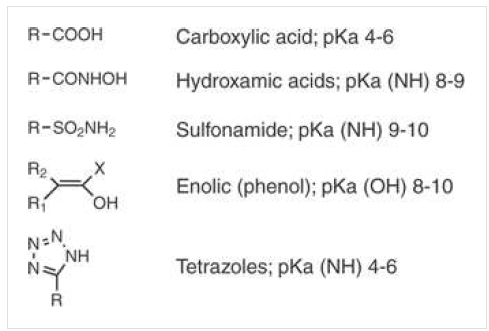 R-COOH Carboxylic acid; pKa 4-6
R-CONHOH Hydroxamic acids; pKa (NH) 8-9
R-SO₂NH₂ Sulfonamide; pKa (NH) 9-10
R₂ X
R₁ OH Enolic (phenol); pKa (OH) 8-10
N N
N NH
R Tetrazoles; pKa (NH) 4-6